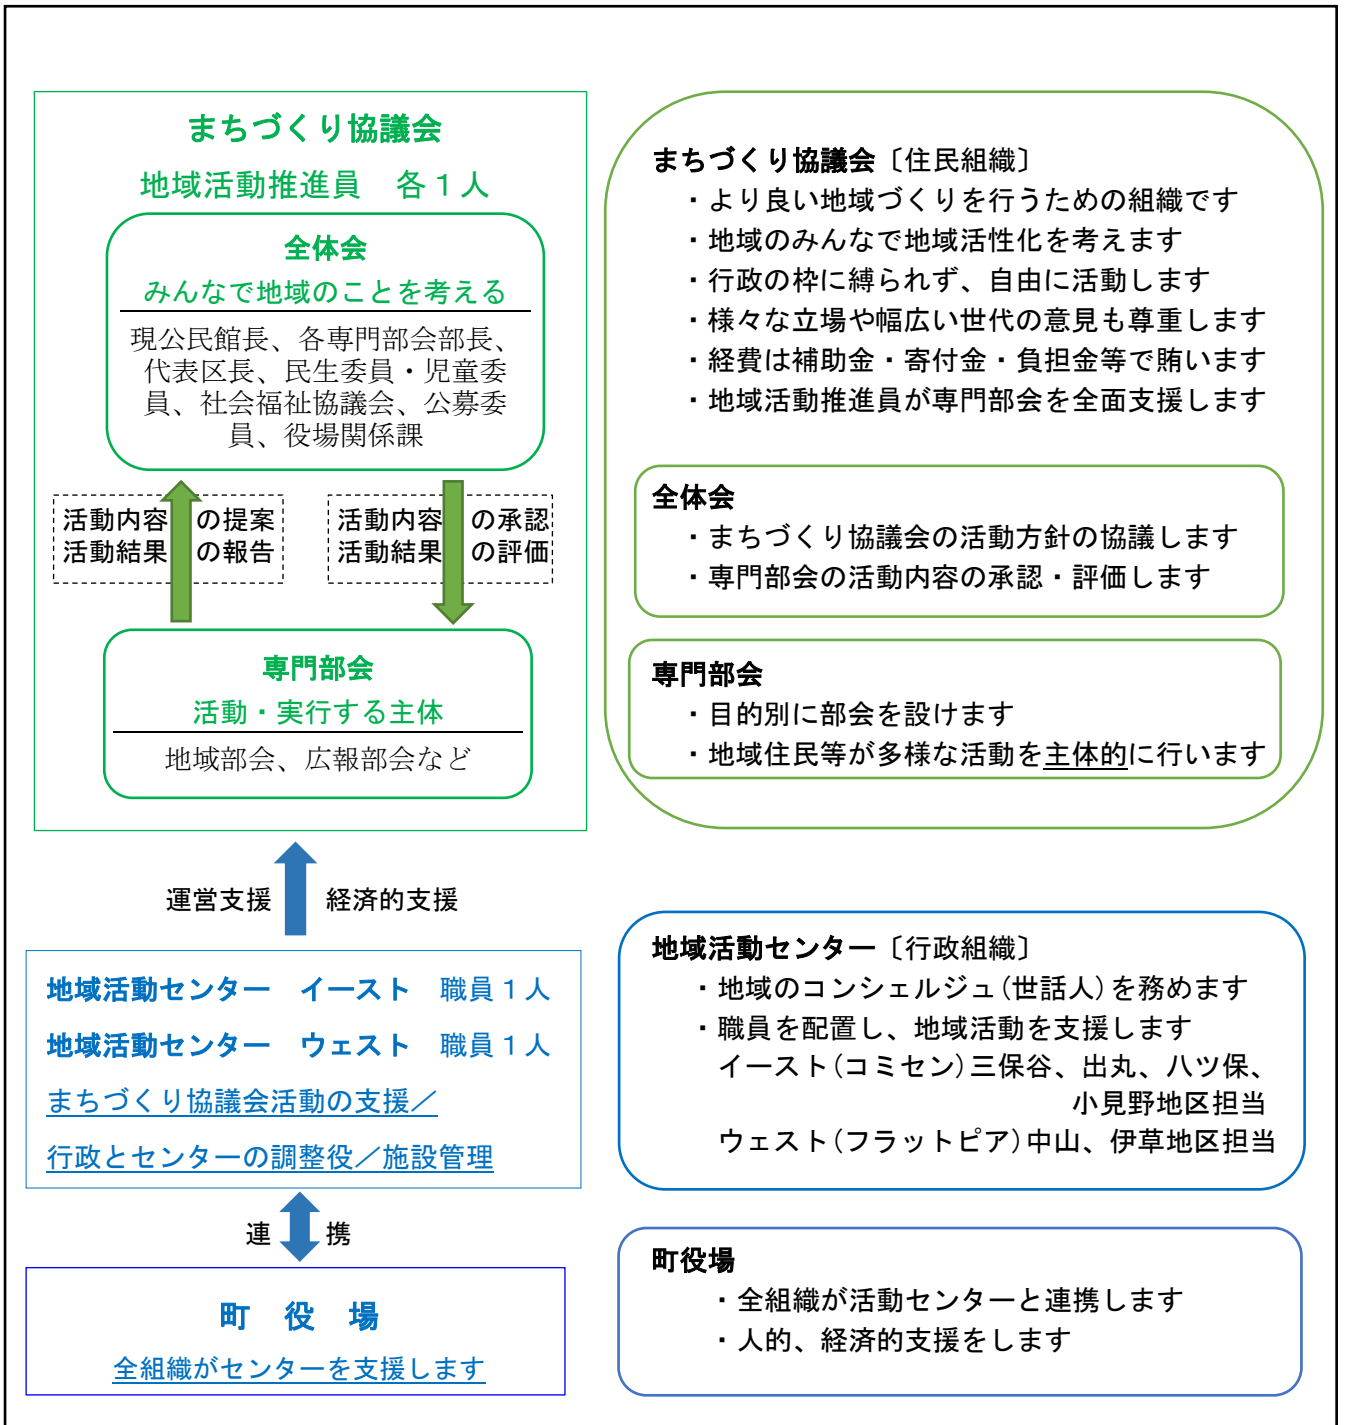 まちづくり協議会
地域活動推進員　各１人
全体会
みんなで地域のことを考える
現公民館長、各専門部会部長、
代表区長、民生委員・児童委
員、社会福祉協議会、公募委
員、役場関係課
活動内容　の提案
活動結果　の報告
活動内容　の承認
活動結果　の評価
専門部会
活動・実行する主体
地域部会、広報部会など
運営支援　経済的支援
地域活動センター　イースト　職員１人
地域活動センター　ウェスト　職員１人
まちづくり協議会活動の支援／
行政とセンターの調整役／施設管理
連　携
町　役　場
全組織がセンターを支援します
まちづくり協議会〔住民組織〕
・より良い地域づくりを行うための組織です
・地域のみんなで地域活性化を考えます
・行政の枠に縛られず、自由に活動します
・様々な立場や幅広い世代の意見も尊重します
・経費は補助金・寄付金・負担金等で賄います
・地域活動推進員が専門部会を全面支援します
全体会
・まちづくり協議会の活動方針の協議します
・専門部会の活動内容の承認・評価します
専門部会
・目的別に部会を設けます
・地域住民等が多様な活動を主体的に行います
地域活動センター〔行政組織〕
・地域のコンシェルジュ(世話人)を務めます
・職員を配置し、地域活動を支援します
イースト(コミセン)三保谷、出丸、八ツ保、
小見野地区担当
ウェスト(フラットピア)中山、伊草地区担当
町役場
・全組織が活動センターと連携します
・人的、経済的支援をします